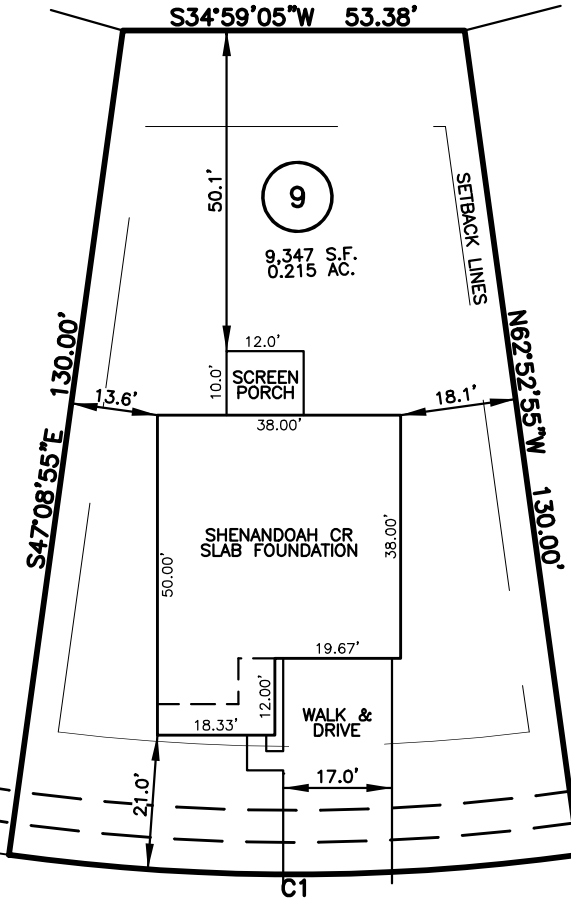 S34°59'05"W 53.38'
50.1'
9
SETBACK LINES
9,347 S.F.
0.215 AC.
130.00'
S47°08'55"E
N62°52'55"W
130.00'
12.0'
10.0'
SCREEN
PORCH
13.6'
18.1'
38.00'
SHENANDOAH CR
SLAB FOUNDATION
38.00'
50.00'
19.67'
12.00'
18.33'
WALK &
DRIVE
21.0'
17.0'
C1